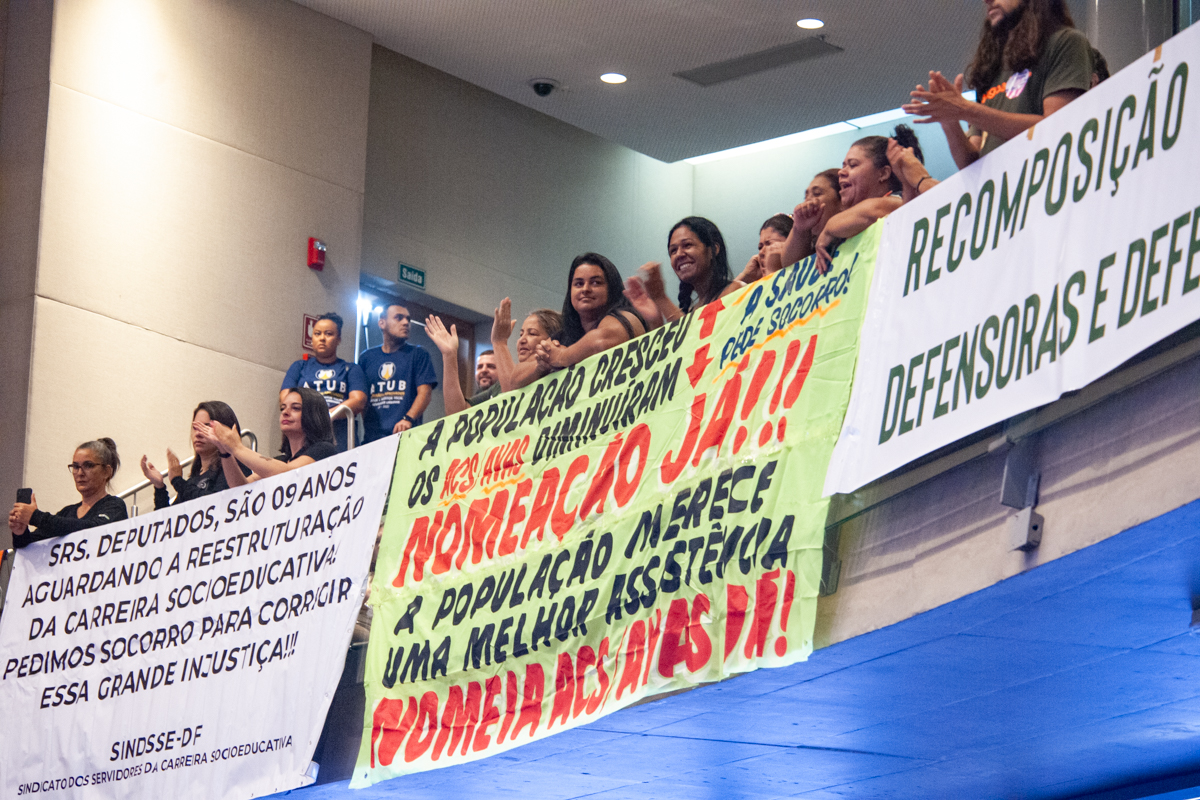 Saída
ATUB
ATUB
SRS. DEPUTADOS, SÃO 09 ANOS
AGUARDANDO A REESTRUTURAÇÃO
DA CARREIRA SOCIOEDUCATIVA.
PEDIMOS SOCORRO PARA CORRIGIR
ESSA GRANDE INJUSTIÇA!!!
SINDSSE-DF
SINDICATO DOS SERVIDORES DA CARREIRA SOCIOEDUCATIVA
A POPULAÇÃO CRESCEU
OS ACS/AVAS DIMINUÍRAM
A SAÚDE
PEDE SOCORRO!
NOMEAÇÃO JÁ!!!
A POPULAÇÃO MERECE
UMA MELHOR ASSISTÊNCIA
NOMEIA ACS/AVAS DÁ!
RECOMPOSIÇÃO
DEFENSORAS E DEFE